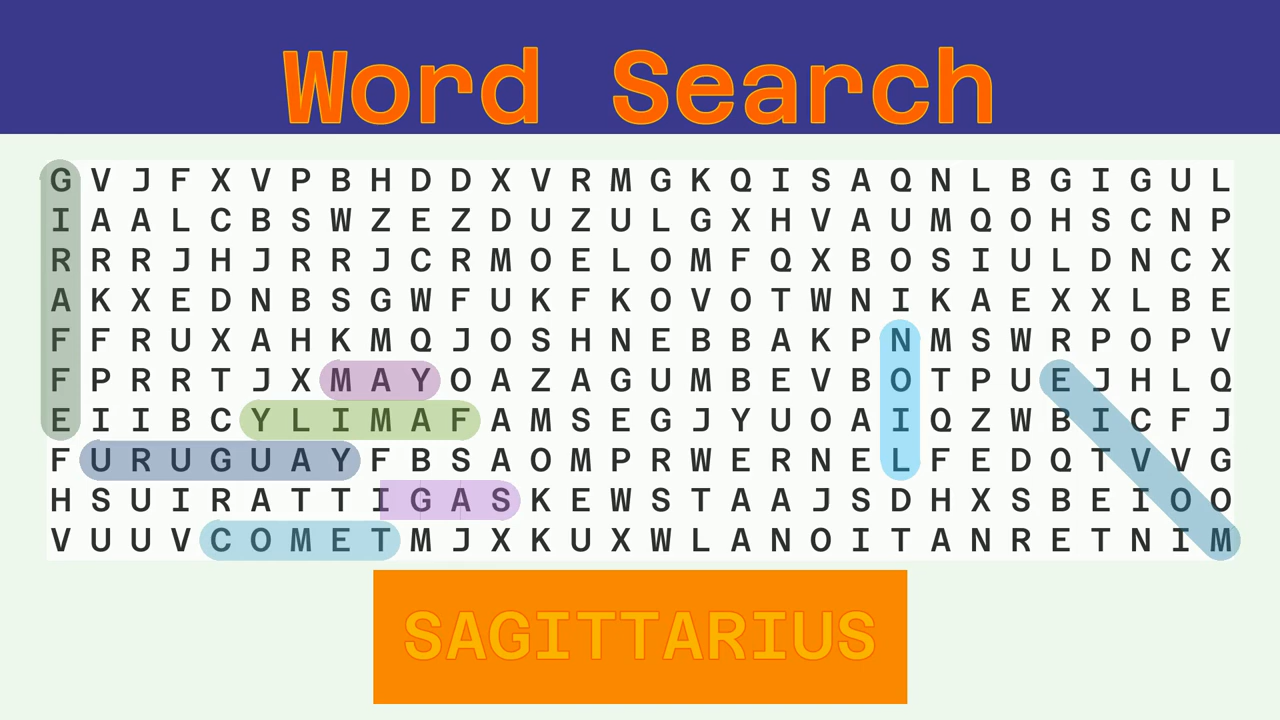 Word Search
G V J F X V P B H D D X V R M G K Q I S A Q N L B G I G U L
I A A L C B S W Z E Z D U Z U L G X H V A U M Q O H S C N P
R R R J H J R R J C R M O E L O M F Q X B O S I U L D N C X
A K X E D N B S G W F U K F K O V O T W N I K A E X X L B E
F F R U X A H K M Q J O S H N E B B A K P N M S W R P O P V
F P R R T J X M A Y O A Z A G U M B E V B O T P U E J H L Q
E I I B C Y L I M A F A M S E G J Y U O A I Q Z W B I C F J
F U R U G U A Y F B S A O M P R W E R N E L F E D Q T V V G
H S U I R A T T I G A S K E W S T A A J S D H X S B E I O O
V U U V C O M E T M J X K U X W L A N O I T A N R E T N I M
SAGITTARIUS